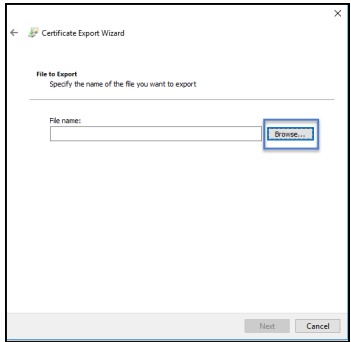 Certificate Export Wizard
File to Export
Specify the name of the file you want to export
File name:
Browse...
Next
Cancel